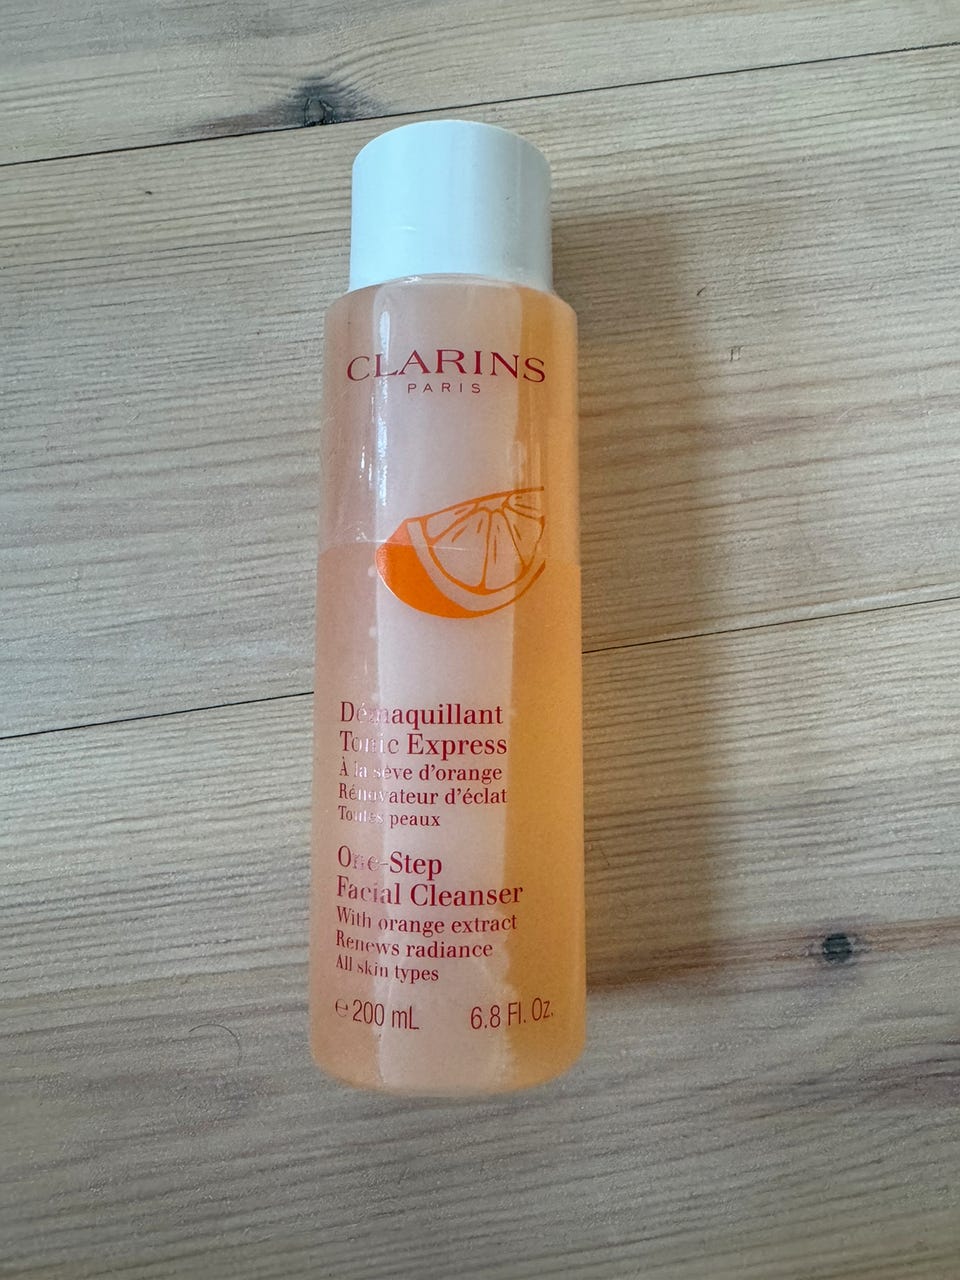 CLARINS
PARIS
Démaquillant
Tonic Express
À la sève d'orange
Rénovateur d'éclat
Toutes peaux
One-Step
Facial Cleanser
With orange extract
Renews radiance
All skin types
℮ 200 mL 6.8 Fl. Oz.